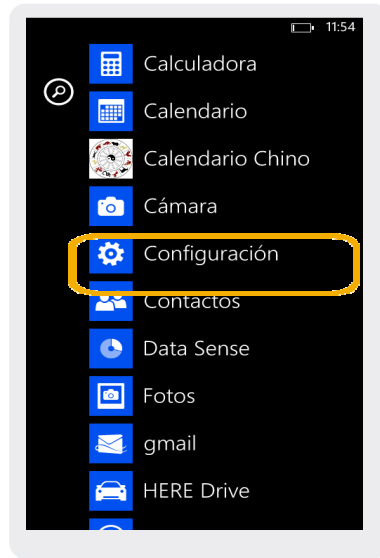 11:54
Calculadora
Calendario
Calendario Chino
Cámara
Configuración
Contactos
Data Sense
Fotos
gmail
HERE Drive